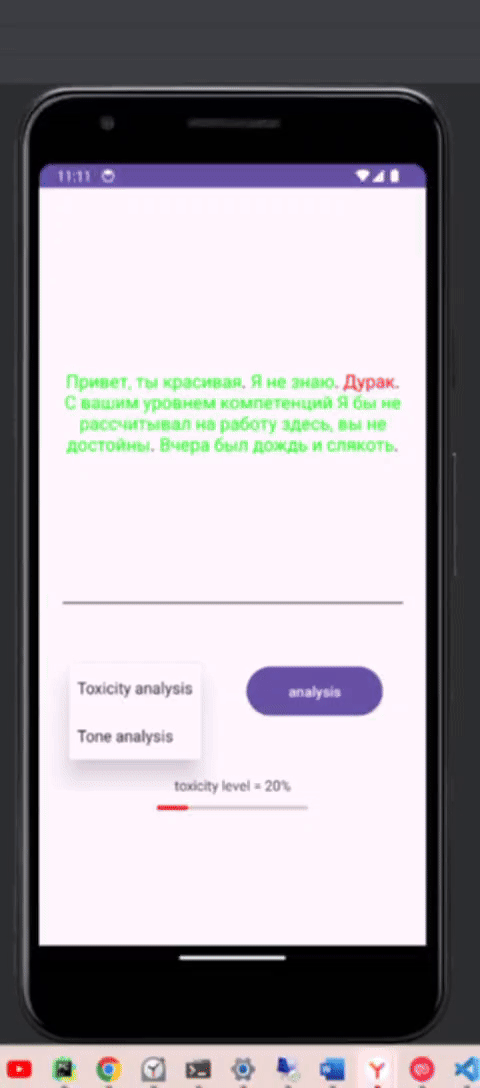 11:11
Привет, ты красивая. Я не знаю. Дурак.
С вашим уровнем компетенций Я бы не
рассчитывал на работу здесь, вы не
достойны. Вчера был дождь и слякоть.
Toxicity analysis
analysis
Tone analysis
toxicity level = 20%